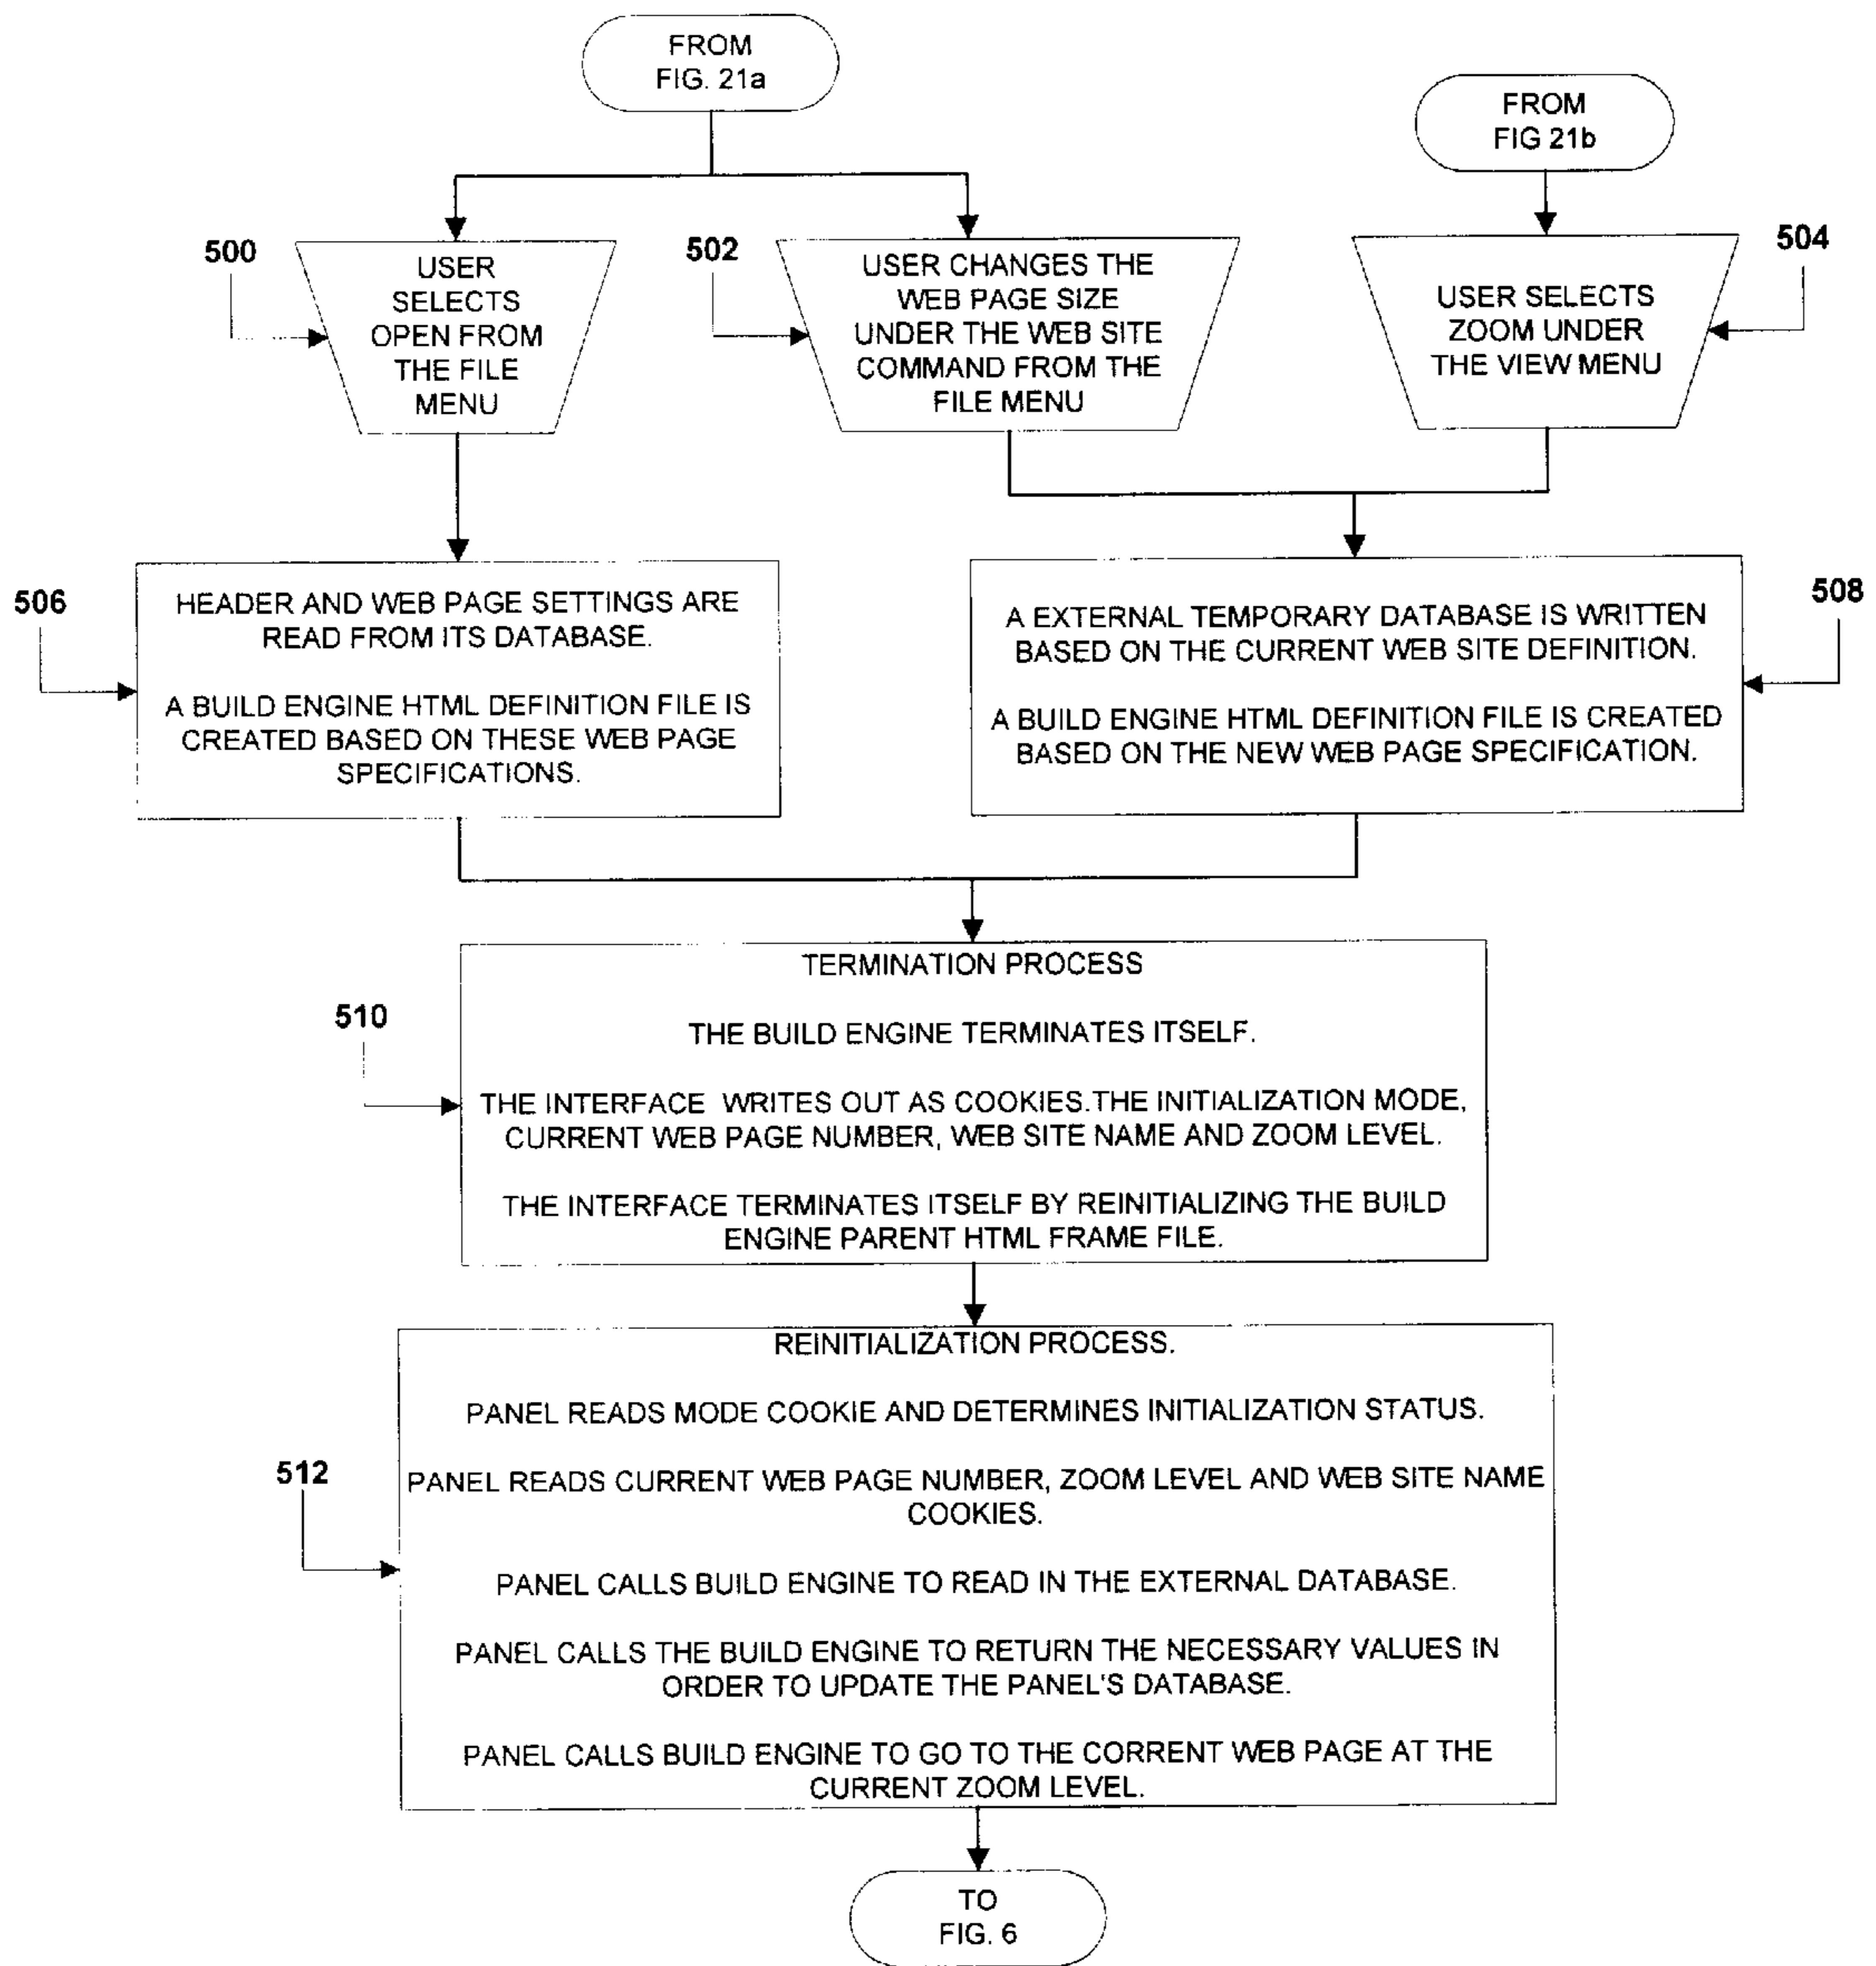 FROM
FIG. 21a
FROM
FIG 21b
500
USER
SELECTS
OPEN FROM
THE FILE
MENU
502
USER CHANGES THE
WEB PAGE SIZE
UNDER THE WEB SITE
COMMAND FROM THE
FILE MENU
504
USER SELECTS
ZOOM UNDER
THE VIEW MENU
506
HEADER AND WEB PAGE SETTINGS ARE
READ FROM ITS DATABASE.
A BUILD ENGINE HTML DEFINITION FILE IS
CREATED BASED ON THESE WEB PAGE
SPECIFICATIONS.
508
A EXTERNAL TEMPORARY DATABASE IS WRITTEN
BASED ON THE CURRENT WEB SITE DEFINITION.
A BUILD ENGINE HTML DEFINITION FILE IS CREATED
BASED ON THE NEW WEB PAGE SPECIFICATION.
510
TERMINATION PROCESS
THE BUILD ENGINE TERMINATES ITSELF.
THE INTERFACE WRITES OUT AS COOKIES.THE INITIALIZATION MODE,
CURRENT WEB PAGE NUMBER, WEB SITE NAME AND ZOOM LEVEL.
THE INTERFACE TERMINATES ITSELF BY REINITIALIZING THE BUILD
ENGINE PARENT HTML FRAME FILE.
512
REINITIALIZATION PROCESS.
PANEL READS MODE COOKIE AND DETERMINES INITIALIZATION STATUS.
PANEL READS CURRENT WEB PAGE NUMBER, ZOOM LEVEL AND WEB SITE NAME
COOKIES.
PANEL CALLS BUILD ENGINE TO READ IN THE EXTERNAL DATABASE.
PANEL CALLS THE BUILD ENGINE TO RETURN THE NECESSARY VALUES IN
ORDER TO UPDATE THE PANEL'S DATABASE.
PANEL CALLS BUILD ENGINE TO GO TO THE CORRENT WEB PAGE AT THE
CURRENT ZOOM LEVEL.
TO
FIG. 6